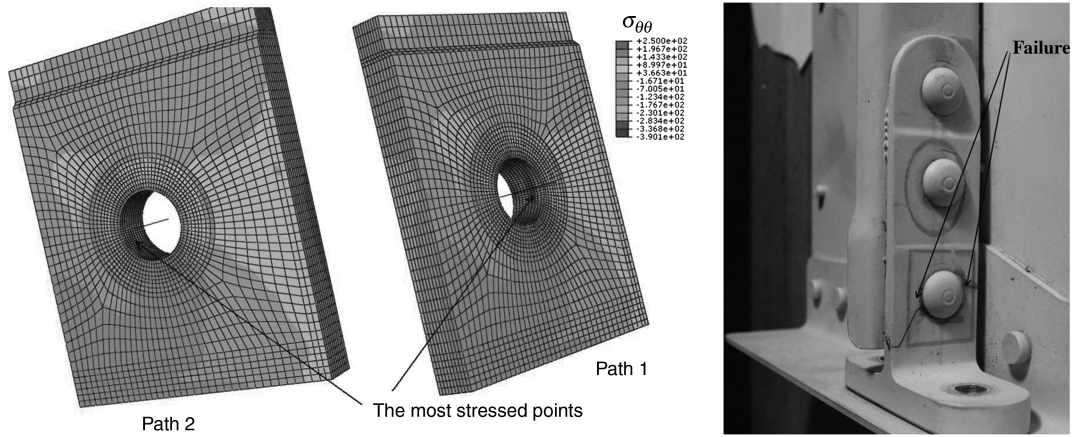 σθθ
+2.500e+02
+1.967e+02
+1.433e+02
+8.997e+01
+3.663e+01
-1.671e+01
-7.005e+01
-1.234e+02
-1.767e+02
-2.301e+02
-2.834e+02
-3.368e+02
-3.901e+02
Path 1
The most stressed points
Path 2
Failure